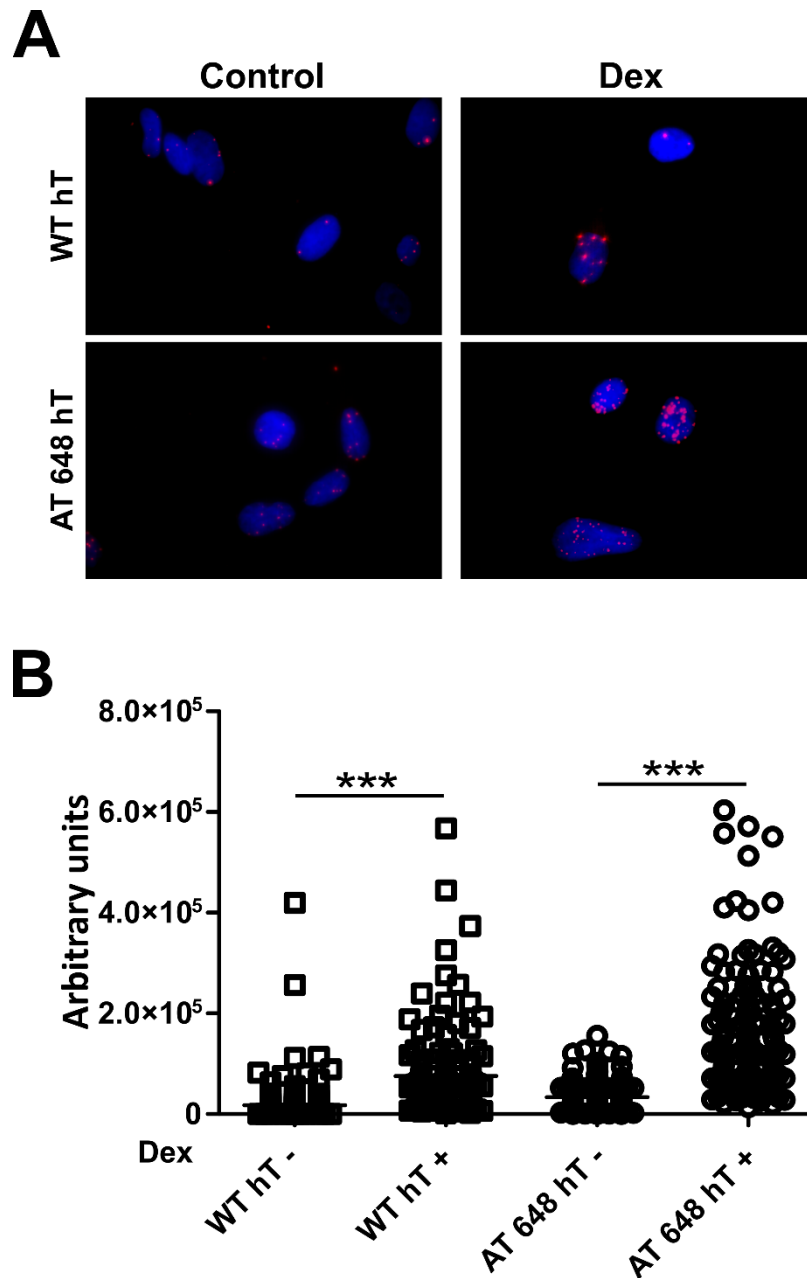 A
Control Dex
WT hT
AT 648 hT
B
Arbitrary units
8.0×10⁵
6.0×10⁵
4.0×10⁵
2.0×10⁵
0
***
***
Dex
WT hT -
WT hT +
AT 648 hT -
AT 648 hT +